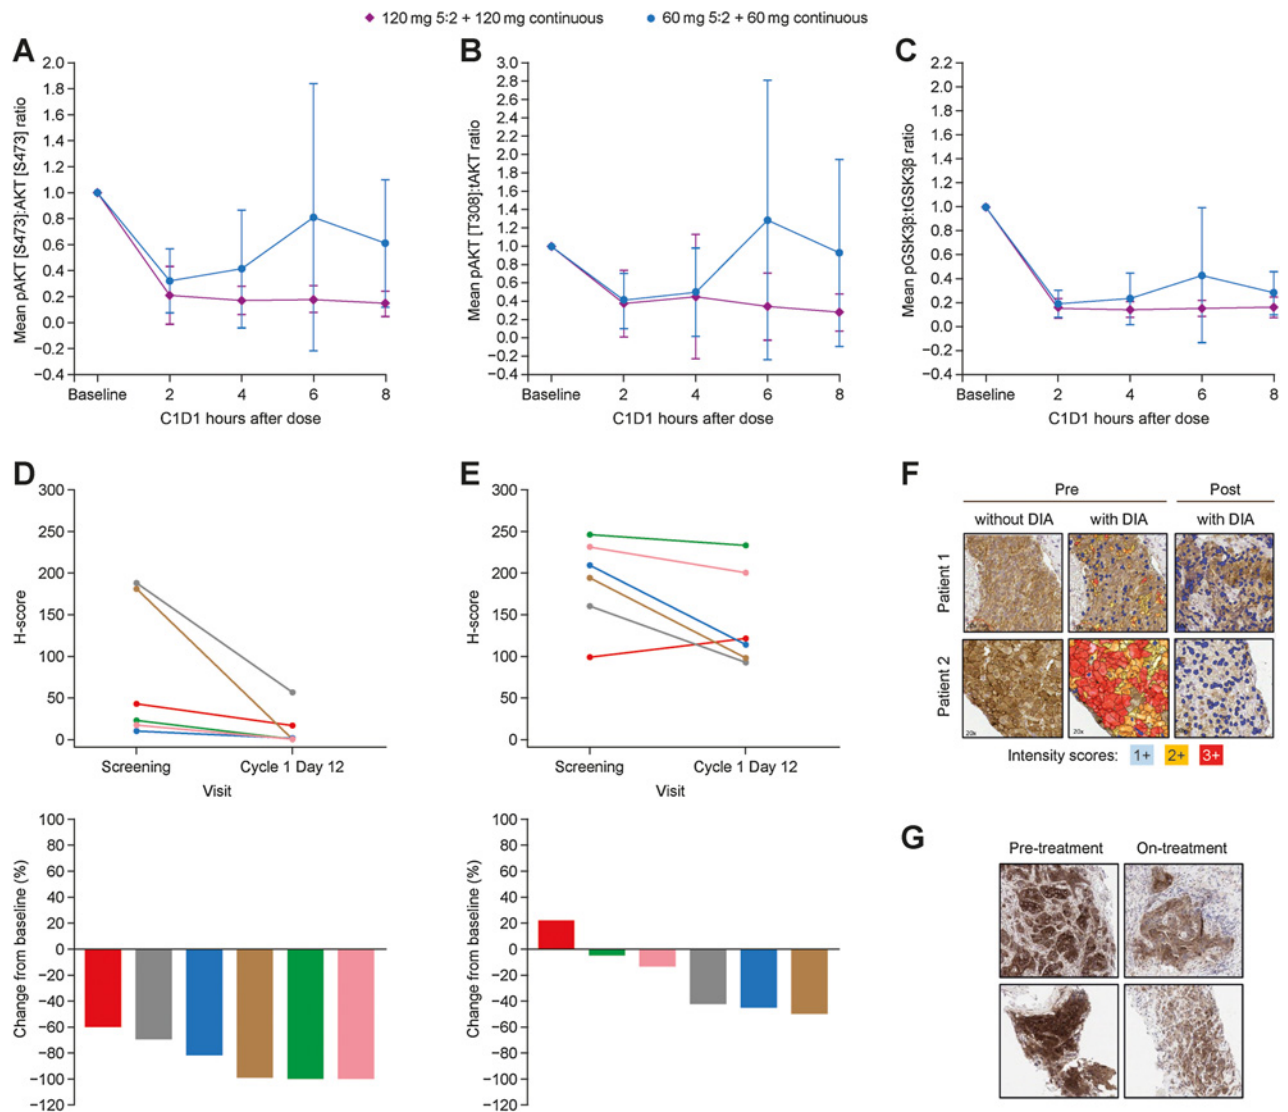 120 mg 5:2 + 120 mg continuous
60 mg 5:2 + 60 mg continuous
A
Mean pAKT [S473]:AKT [S473] ratio
2.0
1.8
1.6
1.4
1.2
1.0
0.8
0.6
0.4
0.2
0.0
−0.2
−0.4
Baseline 2 4 6 8
C1D1 hours after dose
B
Mean pAKT [T308]:tAKT ratio
3.0
2.8
2.6
2.4
2.2
2.0
1.8
1.6
1.4
1.2
1.0
0.8
0.6
0.4
0.2
0.0
−0.2
−0.4
Baseline 2 4 6 8
C1D1 hours after dose
C
Mean pGSK3β:tGSK3β ratio
2.2
2.0
1.8
1.6
1.4
1.2
1.0
0.8
0.6
0.4
0.2
0.0
−0.2
−0.4
Baseline 2 4 6 8
C1D1 hours after dose
D
H-score
300
250
200
150
100
50
0
Screening Cycle 1 Day 12
Visit
Change from baseline (%)
100
80
60
40
20
0
−20
−40
−60
−80
−100
−120
E
H-score
300
250
200
150
100
50
0
Screening Cycle 1 Day 12
Visit
Change from baseline (%)
100
80
60
40
20
0
−20
−40
−60
−80
−100
−120
F
Pre Post
without DIA with DIA with DIA
Patient 1
Patient 2
20x 20x
Intensity scores: 1+ 2+ 3+
G
Pre-treatment On-treatment